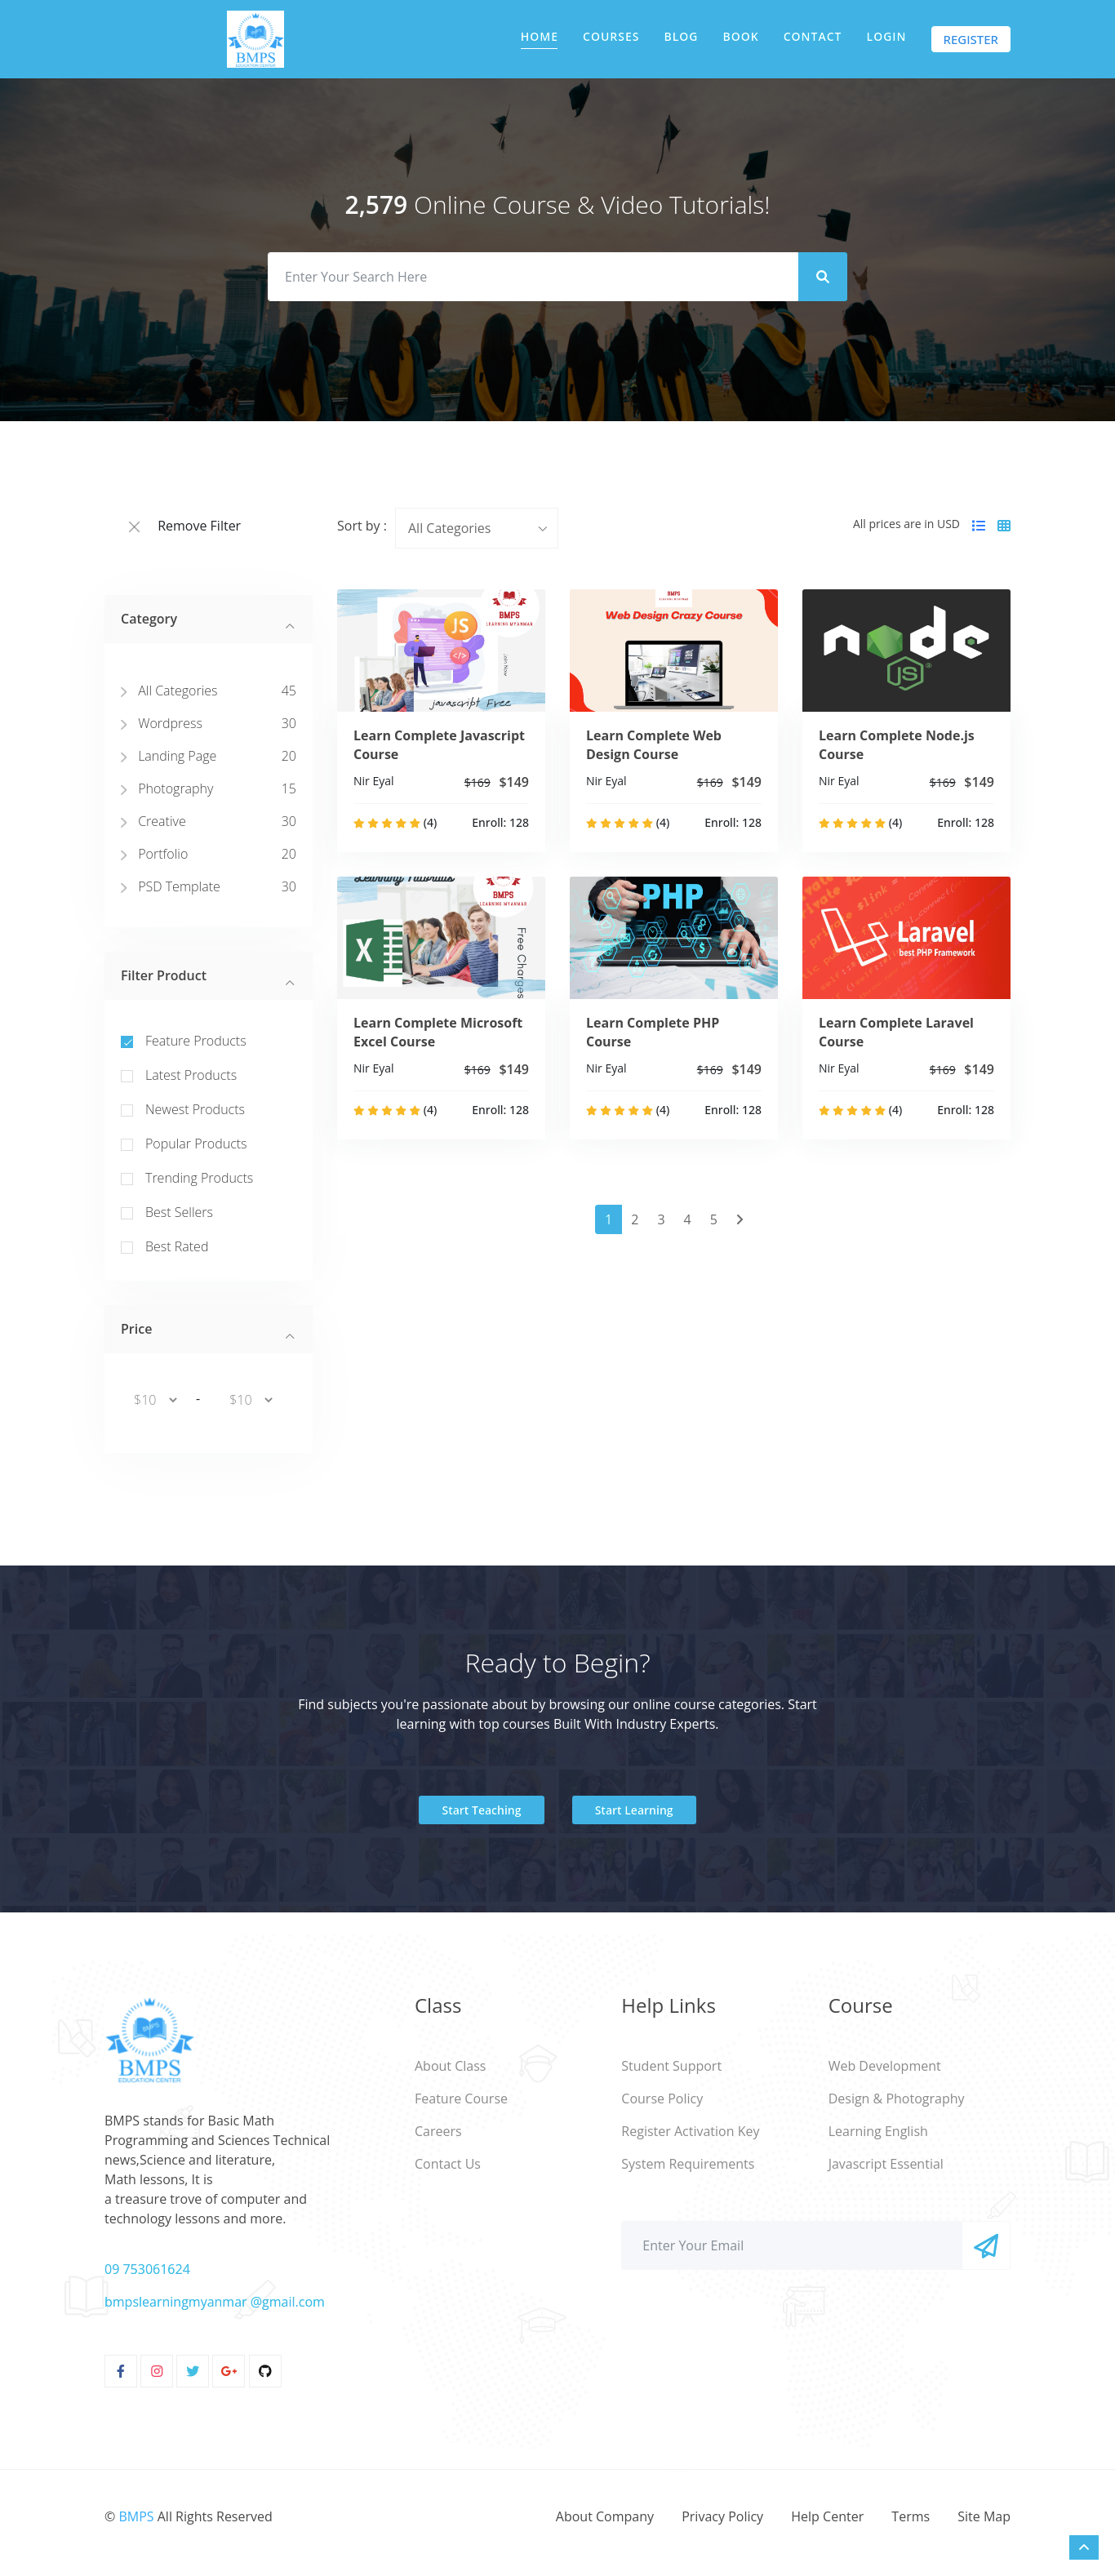 BMPS
EDUCATION CENTER
HOME
COURSES
BLOG
BOOK
CONTACT
LOGIN
REGISTER
2,579 Online Course & Video Tutorials!
Enter Your Search Here
Remove Filter
Sort by :
All Categories
All prices are in USD
Category
All Categories 45
Wordpress 30
Landing Page 20
Photography 15
Creative 30
Portfolio 20
PSD Template 30
Filter Product
Feature Products
Latest Products
Newest Products
Popular Products
Trending Products
Best Sellers
Best Rated
Price
$10 - $10
BMPS
LEARNING MYANMAR
JS
Join Now
javascript Free
Learn Complete Javascript
Course
Nir Eyal $169 $149
(4) Enroll: 128
BMPS
Web Design Crazy Course
Learn Complete Web
Design Course
Nir Eyal $169 $149
(4) Enroll: 128
node
JS
Learn Complete Node.js
Course
Nir Eyal $169 $149
(4) Enroll: 128
Learning Tutorials
BMPS
LEARNING MYANMAR
X
Free Charges
Learn Complete Microsoft
Excel Course
Nir Eyal $169 $149
(4) Enroll: 128
PHP
Learn Complete PHP
Course
Nir Eyal $169 $149
(4) Enroll: 128
Laravel
best PHP Framework
Learn Complete Laravel
Course
Nir Eyal $169 $149
(4) Enroll: 128
1 2 3 4 5
Ready to Begin?
Find subjects you're passionate about by browsing our online course categories. Start
learning with top courses Built With Industry Experts.
Start Teaching
Start Learning
BMPS
EDUCATION CENTER
BMPS stands for Basic Math
Programming and Sciences Technical
news,Science and literature,
Math lessons, It is
a treasure trove of computer and
technology lessons and more.
09 753061624
bmpslearningmyanmar @gmail.com
Class
About Class
Feature Course
Careers
Contact Us
Help Links
Student Support
Course Policy
Register Activation Key
System Requirements
Course
Web Development
Design & Photography
Learning English
Javascript Essential
Enter Your Email
© BMPS All Rights Reserved
About Company
Privacy Policy
Help Center
Terms
Site Map